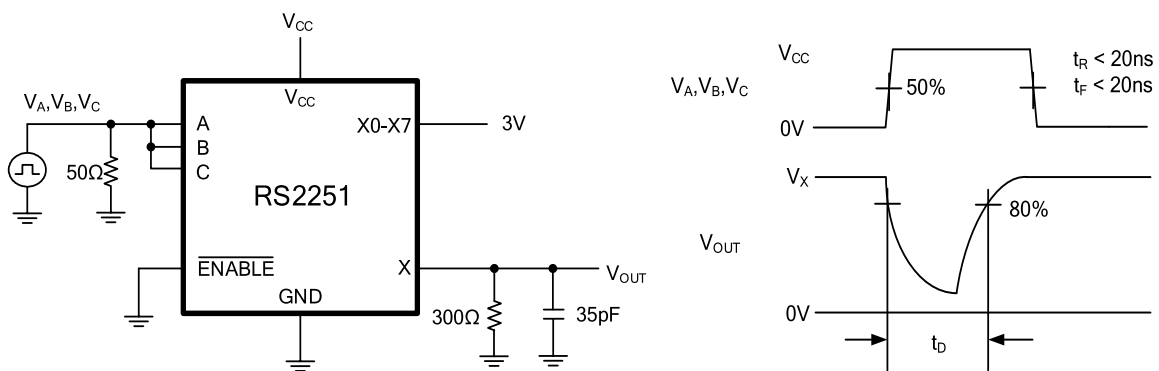 V_CC
V_A,V_B,V_C
50Ω
V_CC
A
B
C
X0-X7
3V
RS2251
ENABLE
GND
X
V_OUT
300Ω
35pF
V_A,V_B,V_C
V_CC
50%
0V
t_R < 20ns
t_F < 20ns
V_OUT
V_X
80%
0V
t_D